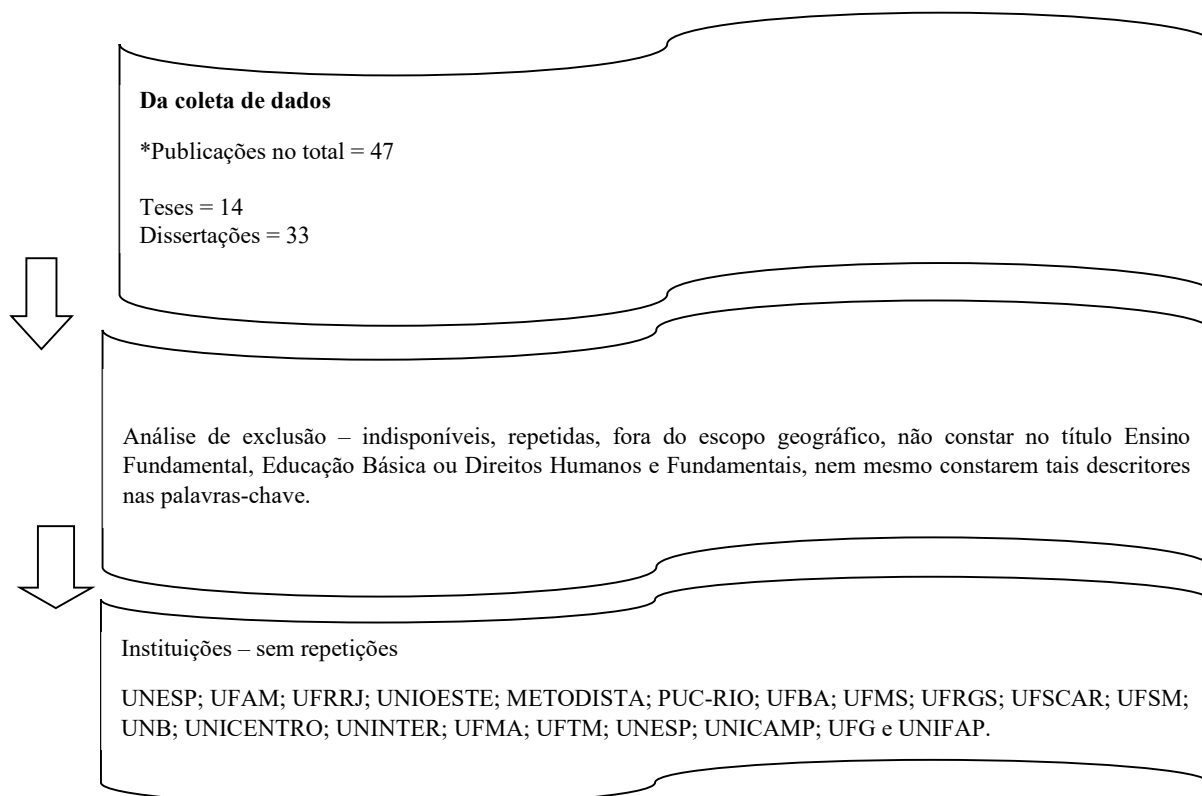 Da coleta de dados
*Publicações no total = 47
Teses = 14
Dissertações = 33
Análise de exclusão – indisponíveis, repetidas, fora do escopo geográfico, não constar no título Ensino
Fundamental, Educação Básica ou Direitos Humanos e Fundamentais, nem mesmo constarem tais descritores
nas palavras-chave.
Instituições – sem repetições
UNESP; UFAM; UFRRJ; UNIOESTE; METODISTA; PUC-RIO; UFBA; UFMS; UFRGS; UFSCAR; UFSM;
UNB; UNICENTRO; UNINTER; UFMA; UFTM; UNESP; UNICAMP; UFG e UNIFAP.